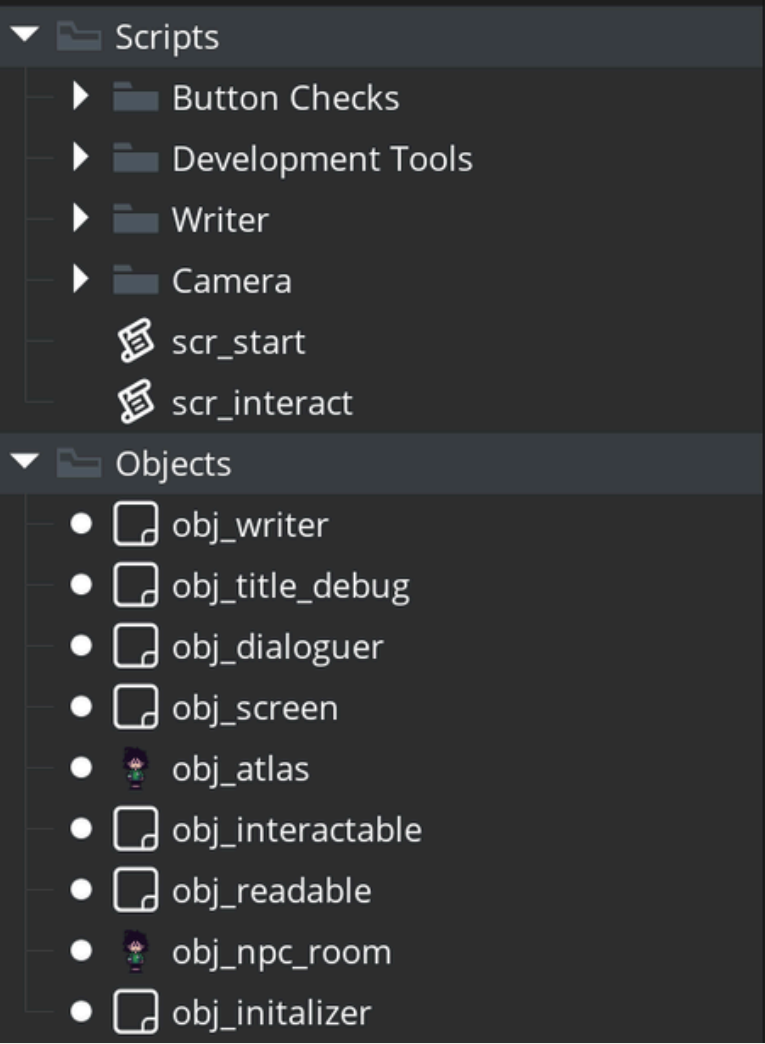 Scripts
Button Checks
Development Tools
Writer
Camera
scr_start
scr_interact
Objects
obj_writer
obj_title_debug
obj_dialoguer
obj_screen
obj_atlas
obj_interactable
obj_readable
obj_npc_room
obj_initalizer